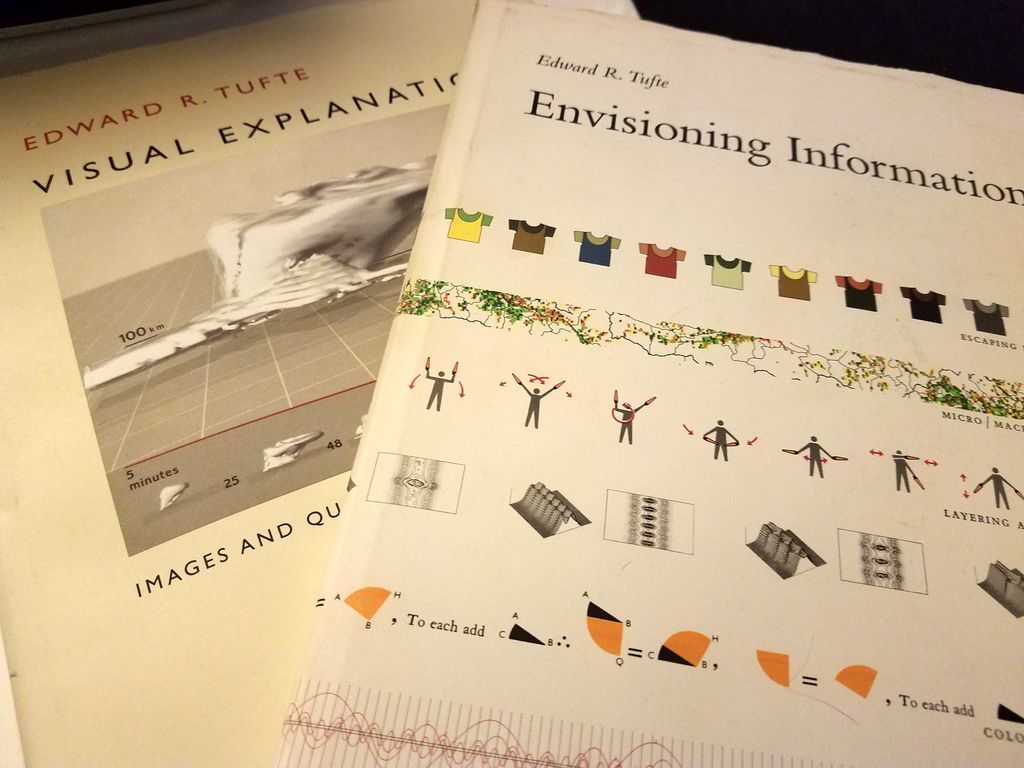 EDWARD R. TUFTE
VISUAL EXPLANATIO
100 km
5 minutes
25
48
IMAGES AND QU
Edward R. Tufte
Envisioning Information
ESCAPING
MICRO / MAC
LAYERING A
= A H B , To each add A C B ∴ A B Q = C H B , = , To each add
COLO